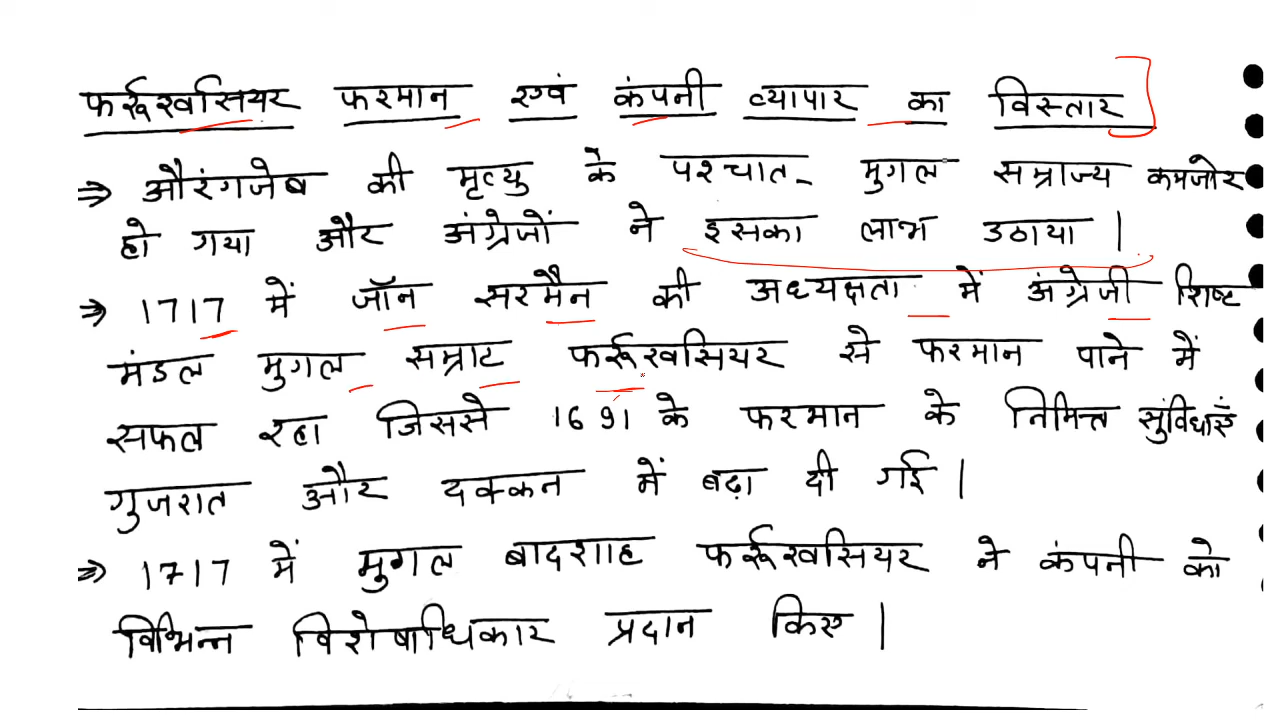 फर्रूखसियर फरमान एवं कंपनी व्यापार का विस्तार
⇒ औरंगजेब की मृत्यु के पश्चात् मुगल सम्राज्य कमजोर
हो गया और अंग्रेजों ने इसका लाभ उठाया |
⇒ 1717 में जॉन सरमैन की अध्यक्षता में अंग्रेजी शिष्ट
मंडल मुगल सम्राट फर्रूखसियर से फरमान पाने में
सफल रहा जिससे 1691 के फरमान के निमित्त सुविधाएँ
गुजरात और दक्कन में बढ़ा दी गई |
⇒ 1717 में मुगल बादशाह फर्रूखसियर ने कंपनी को
विभिन्न विशेषाधिकार प्रदान किए |